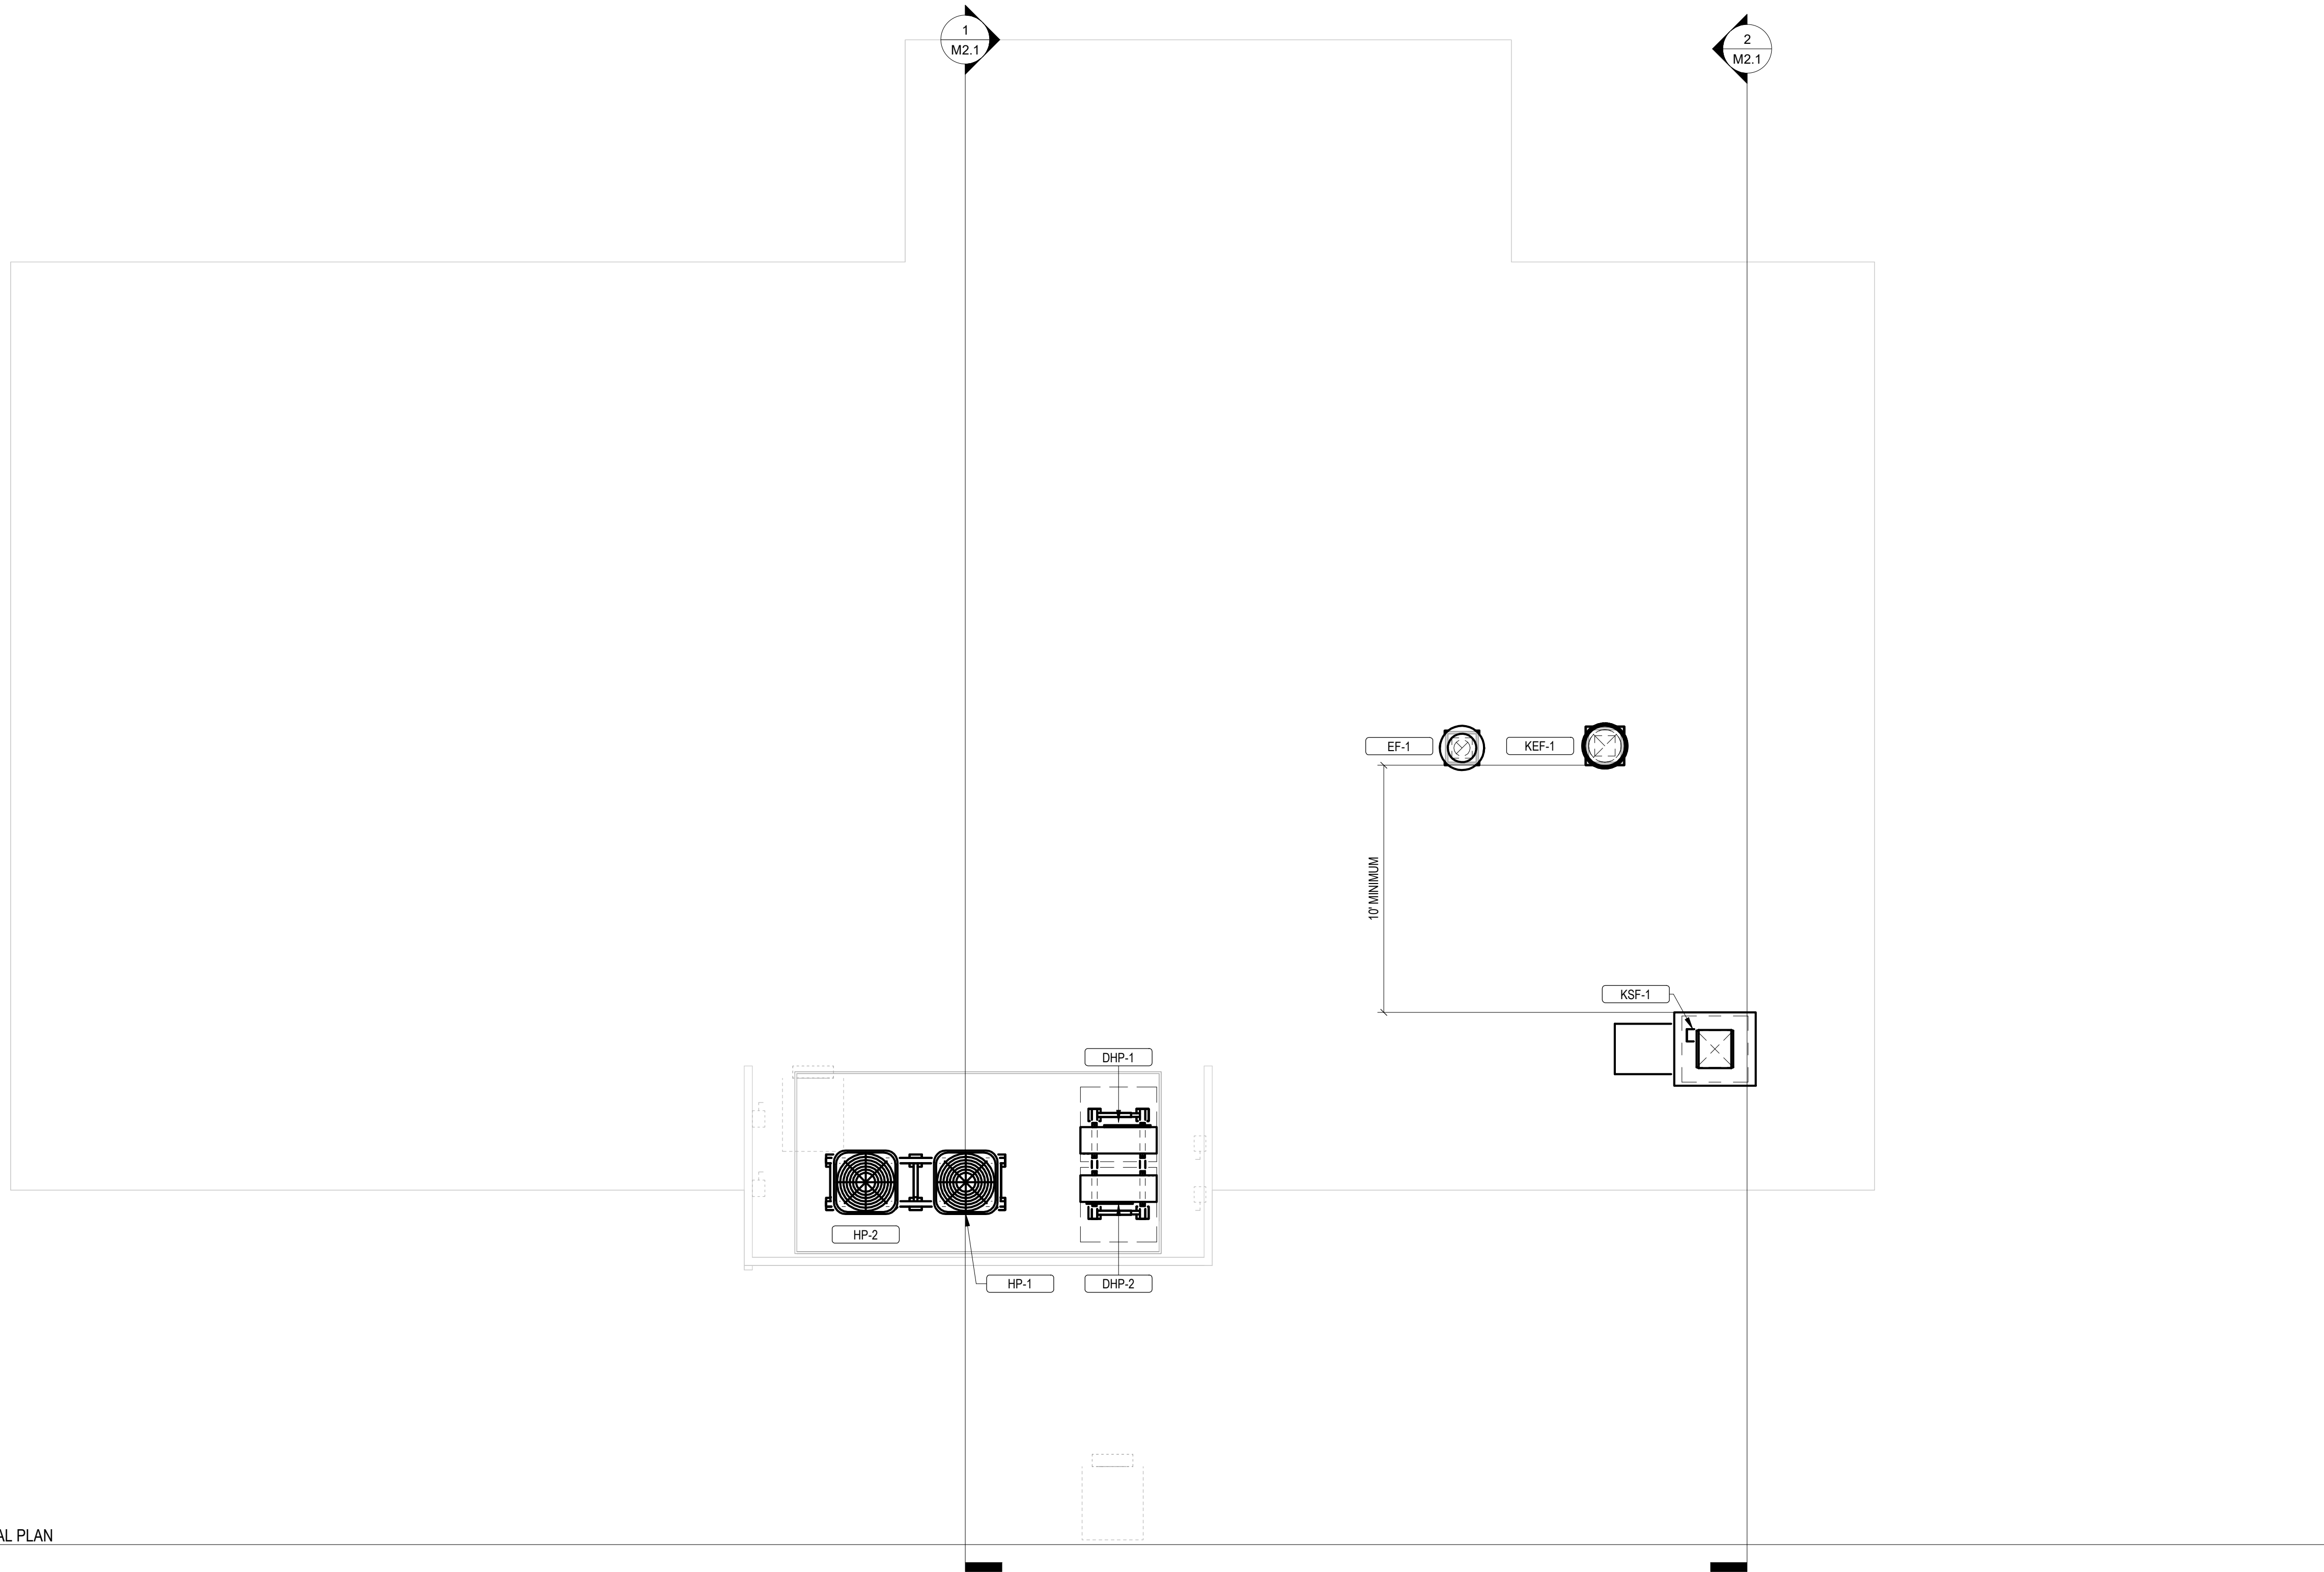 1
M2.1
2
M2.1
EF-1
KEF-1
10' MINIMUM
KSF-1
DHP-1
HP-2
HP-1
DHP-2
AL PLAN